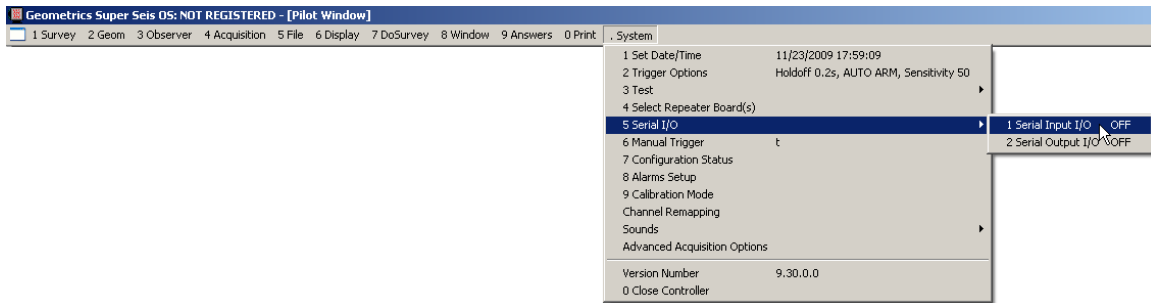 Geometrics Super Seis OS: NOT REGISTERED - [Pilot Window]
1 Survey 2 Geom 3 Observer 4 Acquisition 5 File 6 Display 7 DoSurvey 8 Window 9 Answers 0 Print . System
1 Set Date/Time 11/23/2009 17:59:09
2 Trigger Options Holdoff 0.2s, AUTO ARM, Sensitivity 50
3 Test
4 Select Repeater Board(s)
5 Serial I/O
1 Serial Input I/O OFF
2 Serial Output I/O OFF
6 Manual Trigger t
7 Configuration Status
8 Alarms Setup
9 Calibration Mode
Channel Remapping
Sounds
Advanced Acquisition Options
Version Number 9.30.0.0
0 Close Controller